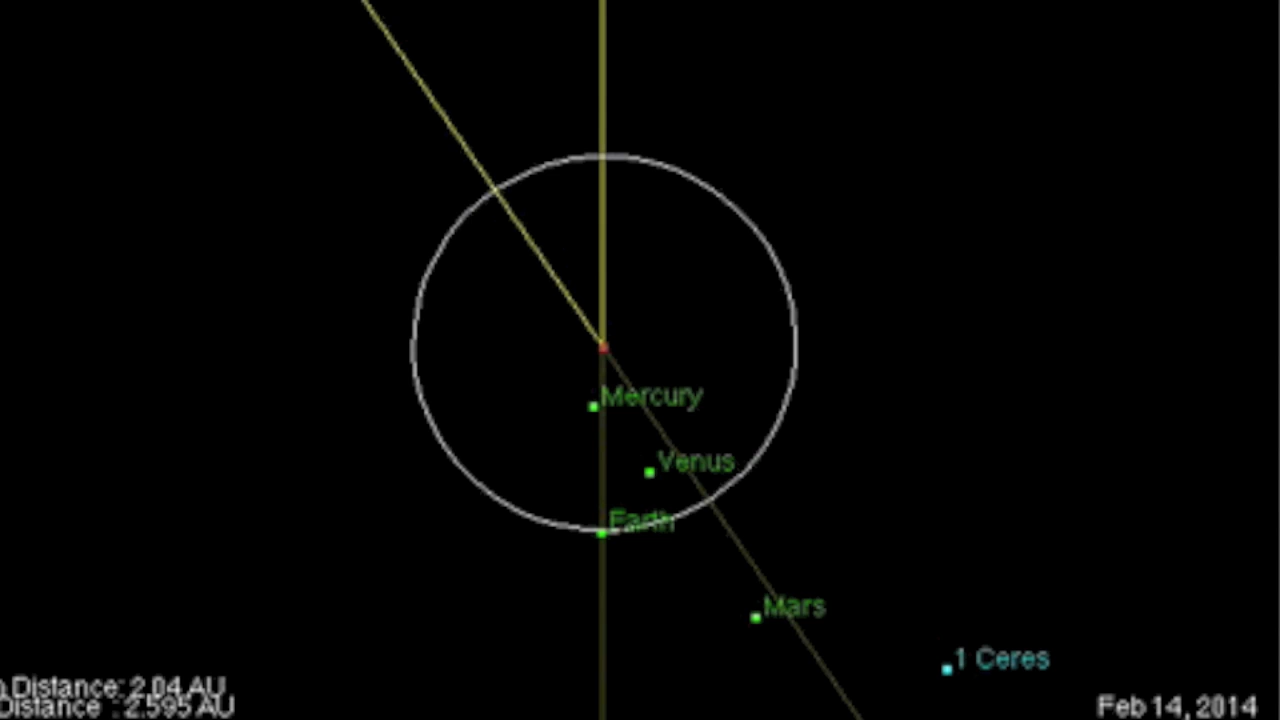 Mercury
Venus
Earth
Mars
1 Ceres
Distance: 2.04 AU
Distance : 2.595 AU
Feb 14, 2014